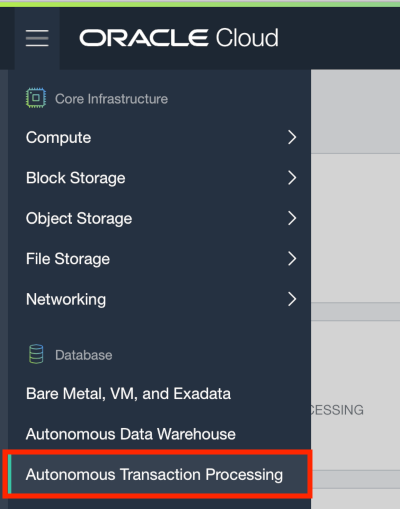 ORACLE Cloud
Core Infrastructure
Compute
Block Storage
Object Storage
File Storage
Networking
Database
Bare Metal, VM, and Exadata
CESSING
Autonomous Data Warehouse
Autonomous Transaction Processing